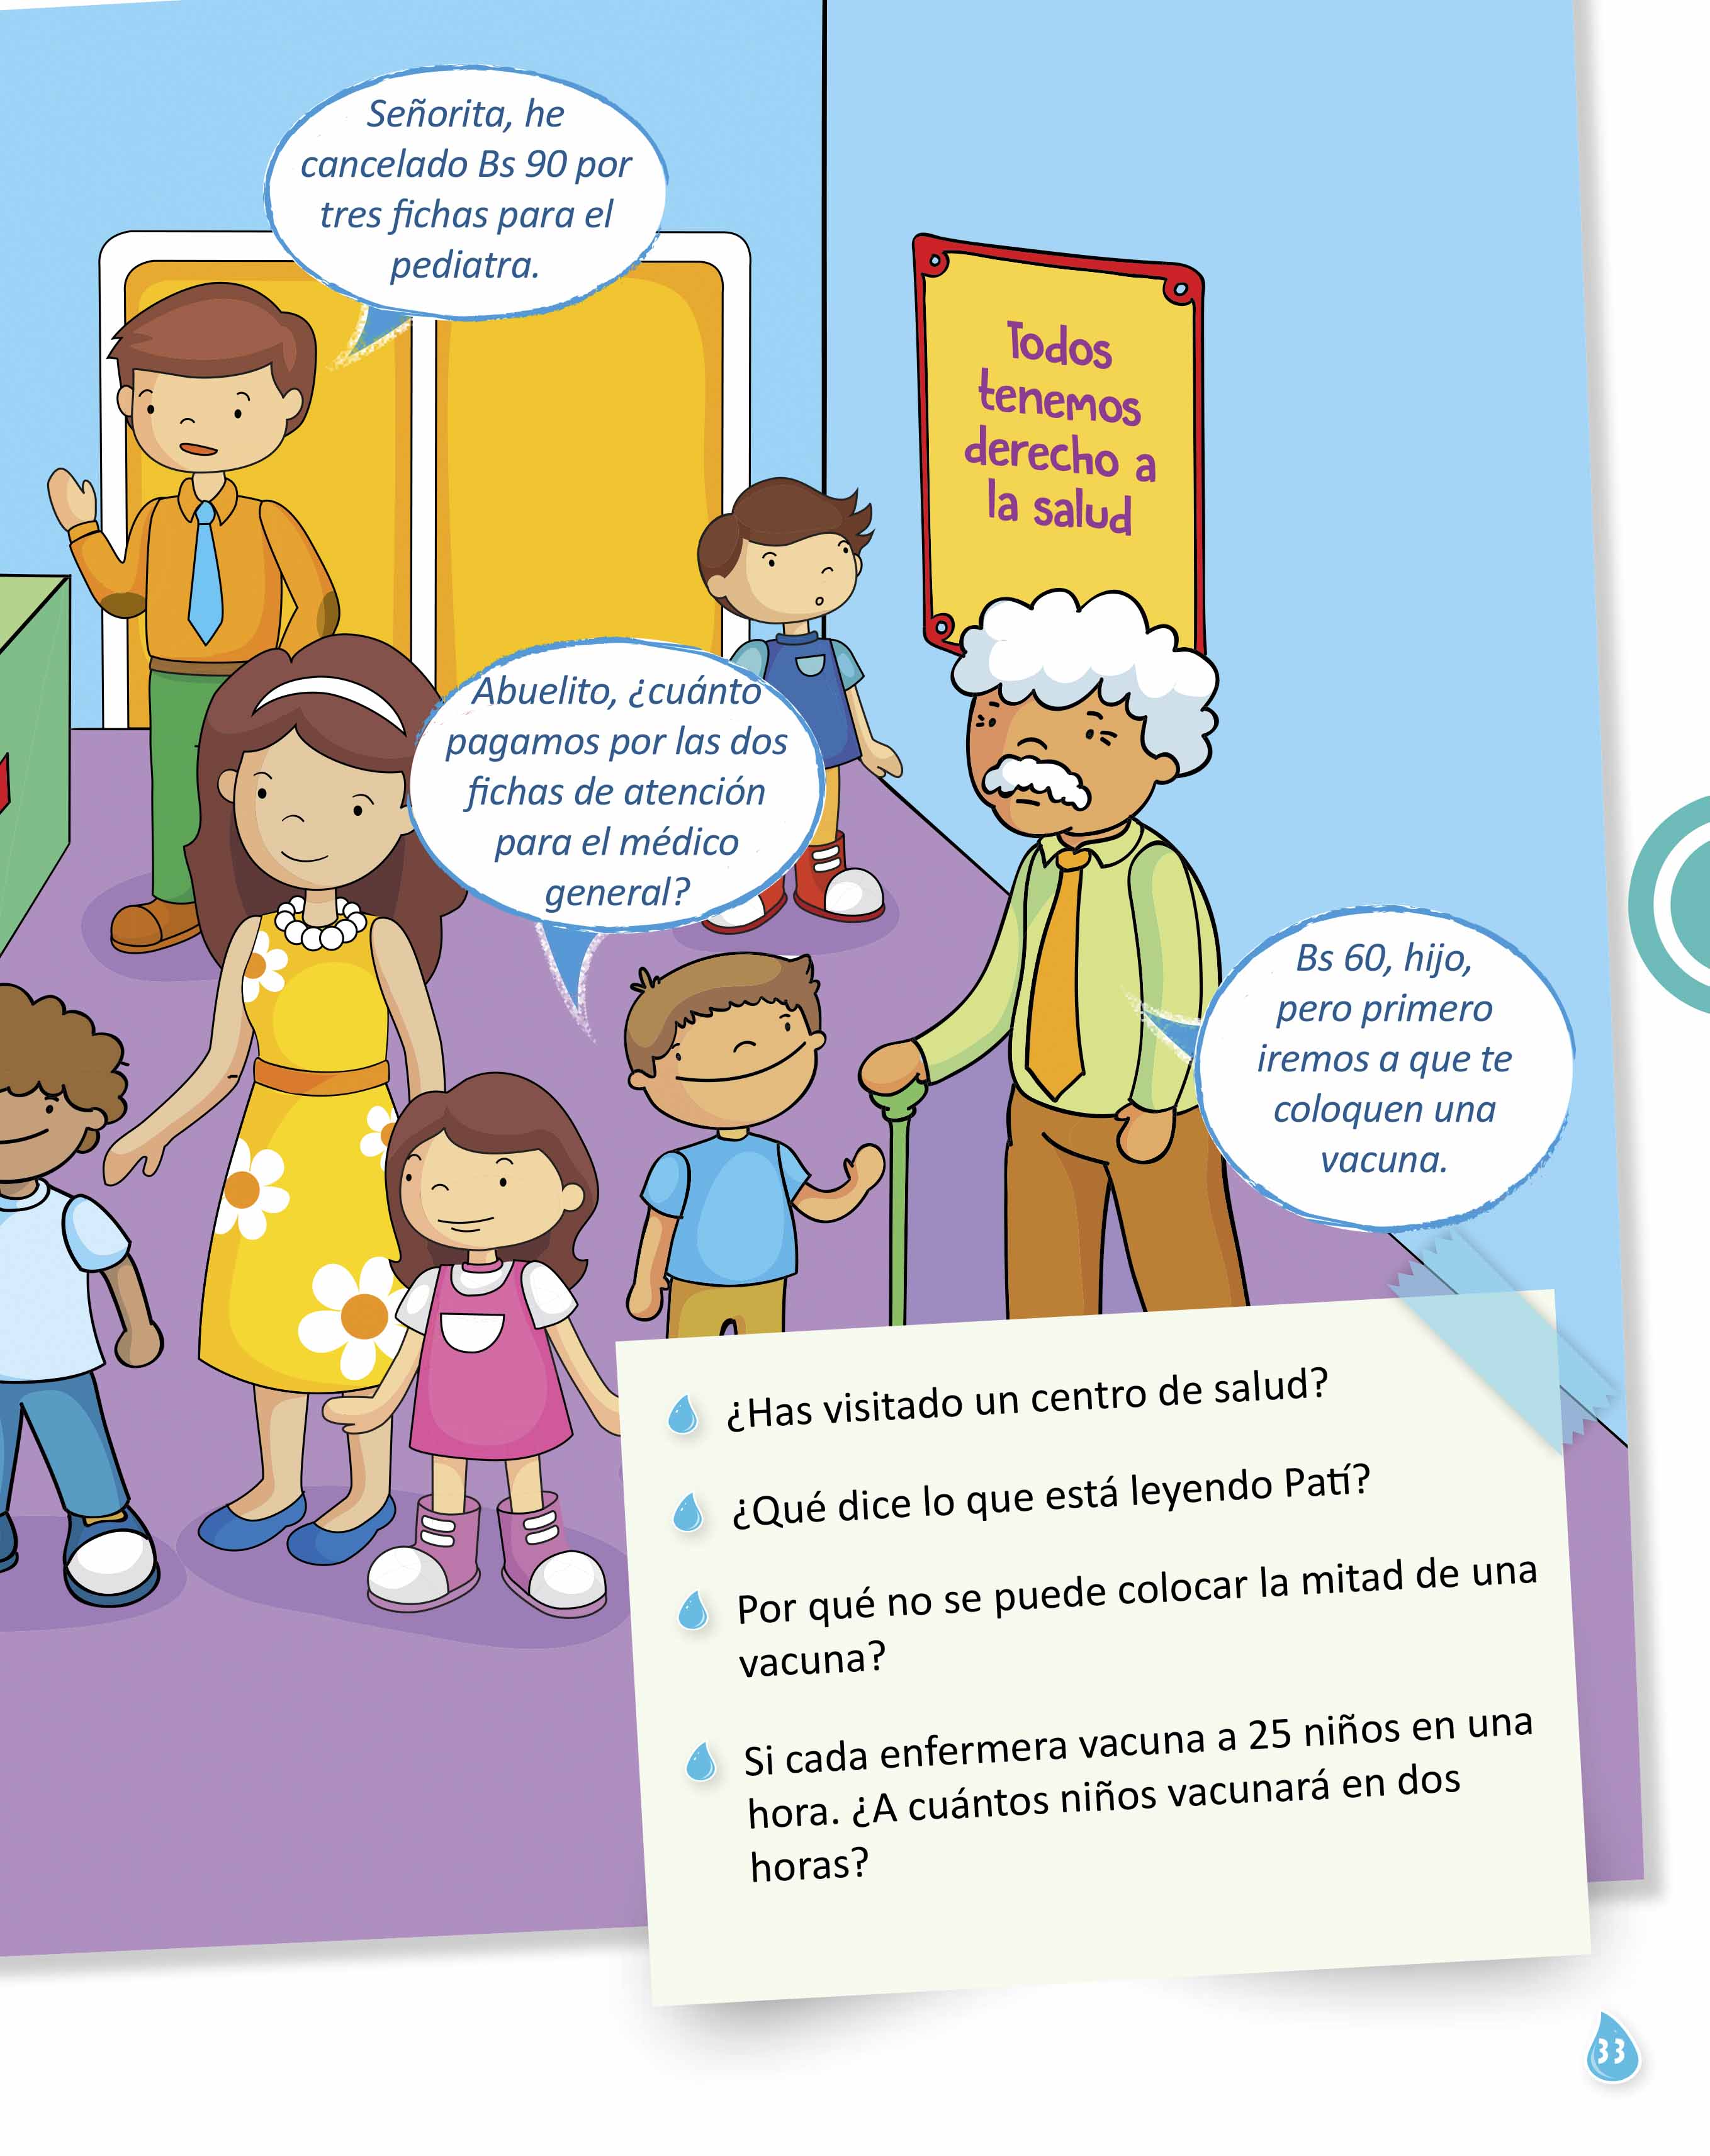 Señorita, he
cancelado Bs 90 por
tres fichas para el
pediatra.
Todos
tenemos
derecho a
la salud
Abuelito, ¿cuánto
pagamos por las dos
fichas de atención
para el médico
general?
Bs 60, hijo,
pero primero
iremos a que te
coloquen una
vacuna.
¿Has visitado un centro de salud?
¿Qué dice lo que está leyendo Patí?
Por qué no se puede colocar la mitad de una
vacuna?
Si cada enfermera vacuna a 25 niños en una
hora. ¿A cuántos niños vacunará en dos
horas?
33